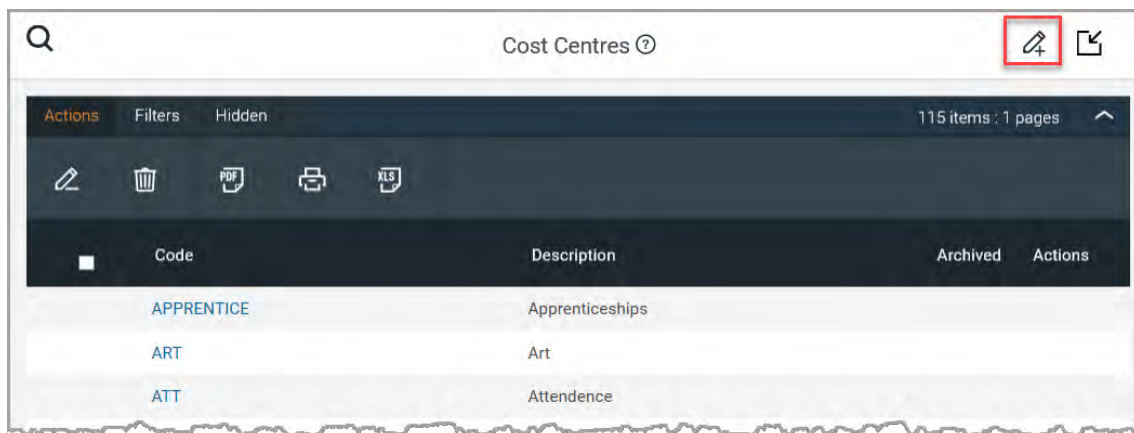 Cost Centres ?
Actions Filters Hidden 115 items : 1 pages
PDF XLS
Code Description Archived Actions
APPRENTICE Apprenticeships
ART Art
ATT Attendence